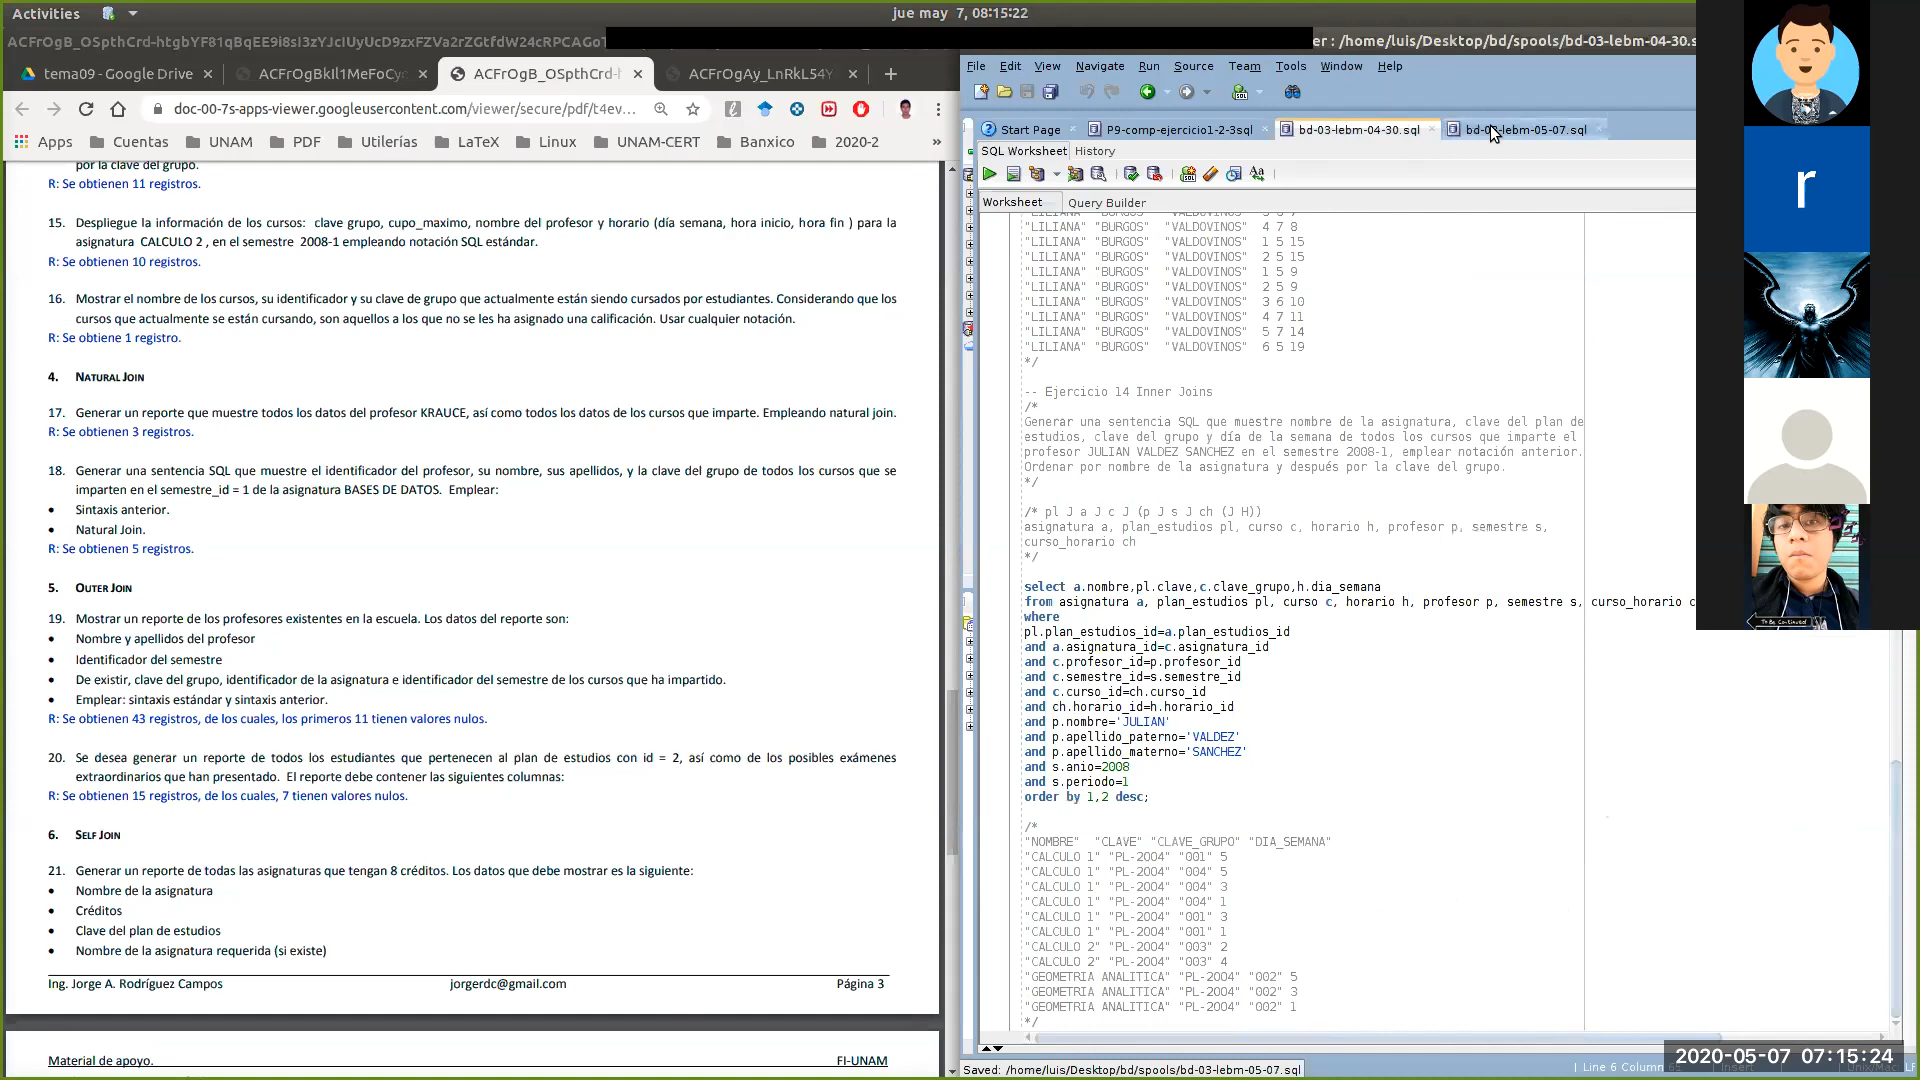 Activities
jue may 7, 08:15:22
ACFrOgB_OSpthCrd-htgbYF81qBqEE9i8sI3zYJcIUyUcD9zxFZVa2rZGtfdW24cRPCAGoT
er : /home/luis/Desktop/bd/spools/bd-03-lebm-04-30.s
tema09 - Google Drive
ACFrOgBkIl1MeFoCyc
ACFrOgB_OSpthCrd-h
ACFrOgAy_LnRkL54Y
doc-00-7s-apps-viewer.googleusercontent.com/viewer/secure/pdf/t4ev...
Apps Cuentas UNAM PDF Utilerías LaTeX Linux UNAM-CERT Banxico 2020-2 »
por la clave del grupo.
R: Se obtienen 11 registros.
15. Despliegue la información de los cursos: clave grupo, cupo_maximo, nombre del profesor y horario (día semana, hora inicio, hora fin ) para la
asignatura CALCULO 2 , en el semestre 2008-1 empleando notación SQL estándar.
R: Se obtienen 10 registros.
16. Mostrar el nombre de los cursos, su identificador y su clave de grupo que actualmente están siendo cursados por estudiantes. Considerando que los
cursos que actualmente se están cursando, son aquellos a los que no se les ha asignado una calificación. Usar cualquier notación.
R: Se obtiene 1 registro.
4. NATURAL JOIN
17. Generar un reporte que muestre todos los datos del profesor KRAUCE, así como todos los datos de los cursos que imparte. Empleando natural join.
R: Se obtienen 3 registros.
18. Generar una sentencia SQL que muestre el identificador del profesor, su nombre, sus apellidos, y la clave del grupo de todos los cursos que se
imparten en el semestre_id = 1 de la asignatura BASES DE DATOS. Emplear:
• Sintaxis anterior.
• Natural Join.
R: Se obtienen 5 registros.
5. OUTER JOIN
19. Mostrar un reporte de los profesores existentes en la escuela. Los datos del reporte son:
• Nombre y apellidos del profesor
• Identificador del semestre
• De existir, clave del grupo, identificador de la asignatura e identificador del semestre de los cursos que ha impartido.
• Emplear: sintaxis estándar y sintaxis anterior.
R: Se obtienen 43 registros, de los cuales, los primeros 11 tienen valores nulos.
20. Se desea generar un reporte de todos los estudiantes que pertenecen al plan de estudios con id = 2, así como de los posibles exámenes
extraordinarios que han presentado. El reporte debe contener las siguientes columnas:
R: Se obtienen 15 registros, de los cuales, 7 tienen valores nulos.
6. SELF JOIN
21. Generar un reporte de todas las asignaturas que tengan 8 créditos. Los datos que debe mostrar es la siguiente:
• Nombre de la asignatura
• Créditos
• Clave del plan de estudios
• Nombre de la asignatura requerida (si existe)
Ing. Jorge A. Rodríguez Campos jorgerdc@gmail.com Página 3
Material de apoyo. FI-UNAM
File Edit View Navigate Run Source Team Tools Window Help
Start Page P9-comp-ejercicio1-2-3sql bd-03-lebm-04-30.sql bd-03-lebm-05-07.sql
SQL Worksheet History
Worksheet Query Builder
"LILIANA" "BURGOS" "VALDOVINOS" 4 7 8
"LILIANA" "BURGOS" "VALDOVINOS" 1 5 15
"LILIANA" "BURGOS" "VALDOVINOS" 2 5 15
"LILIANA" "BURGOS" "VALDOVINOS" 1 5 9
"LILIANA" "BURGOS" "VALDOVINOS" 2 5 9
"LILIANA" "BURGOS" "VALDOVINOS" 3 6 10
"LILIANA" "BURGOS" "VALDOVINOS" 4 7 11
"LILIANA" "BURGOS" "VALDOVINOS" 5 7 14
"LILIANA" "BURGOS" "VALDOVINOS" 6 5 19
*/
-- Ejercicio 14 Inner Joins
/*
Generar una sentencia SQL que muestre nombre de la asignatura, clave del plan de
estudios, clave del grupo y día de la semana de todos los cursos que imparte el
profesor JULIAN VALDEZ SANCHEZ en el semestre 2008-1, emplear notación anterior.
Ordenar por nombre de la asignatura y después por la clave del grupo.
*/
/* pl J a J c J (p J s J ch (J H))
asignatura a, plan_estudios pl, curso c, horario h, profesor p, semestre s,
curso_horario ch
*/
select a.nombre,pl.clave,c.clave_grupo,h.dia_semana
from asignatura a, plan_estudios pl, curso c, horario h, profesor p, semestre s, curso_horario c
where
pl.plan_estudios_id=a.plan_estudios_id
and a.asignatura_id=c.asignatura_id
and c.profesor_id=p.profesor_id
and c.semestre_id=s.semestre_id
and c.curso_id=ch.curso_id
and ch.horario_id=h.horario_id
and p.nombre='JULIAN'
and p.apellido_paterno='VALDEZ'
and p.apellido_materno='SANCHEZ'
and s.anio=2008
and s.periodo=1
order by 1,2 desc;
/*
"NOMBRE" "CLAVE" "CLAVE_GRUPO" "DIA_SEMANA"
"CALCULO 1" "PL-2004" "001" 5
"CALCULO 1" "PL-2004" "004" 5
"CALCULO 1" "PL-2004" "004" 3
"CALCULO 1" "PL-2004" "004" 1
"CALCULO 1" "PL-2004" "001" 3
"CALCULO 1" "PL-2004" "001" 1
"CALCULO 2" "PL-2004" "003" 2
"CALCULO 2" "PL-2004" "003" 4
"GEOMETRIA ANALITICA" "PL-2004" "002" 5
"GEOMETRIA ANALITICA" "PL-2004" "002" 3
"GEOMETRIA ANALITICA" "PL-2004" "002" 1
*/
Saved: /home/luis/Desktop/bd/spools/bd-03-lebm-05-07.sql
Line 6 Column
r
To Be Continued
2020-05-07 07:15:24